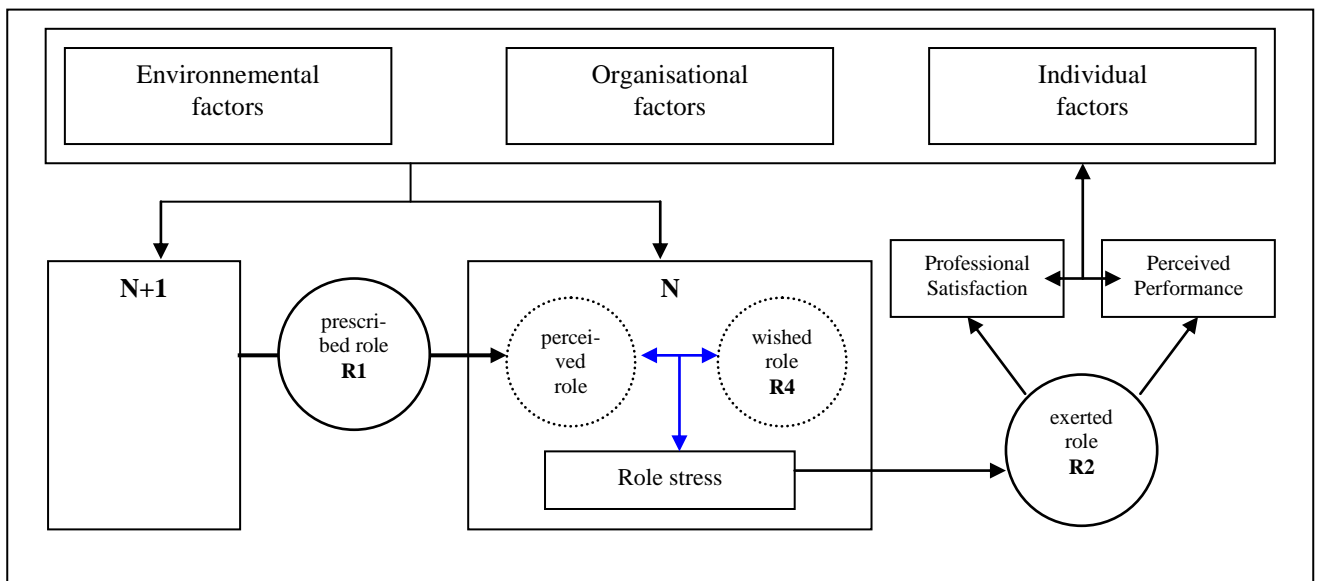 Environnemental
factors
Organisational
factors
Individual
factors
N+1
prescri-
bed role
R1
N
percei-
ved
role
wished
role
R4
Role stress
Professional
Satisfaction
Perceived
Performance
exerted
role
R2